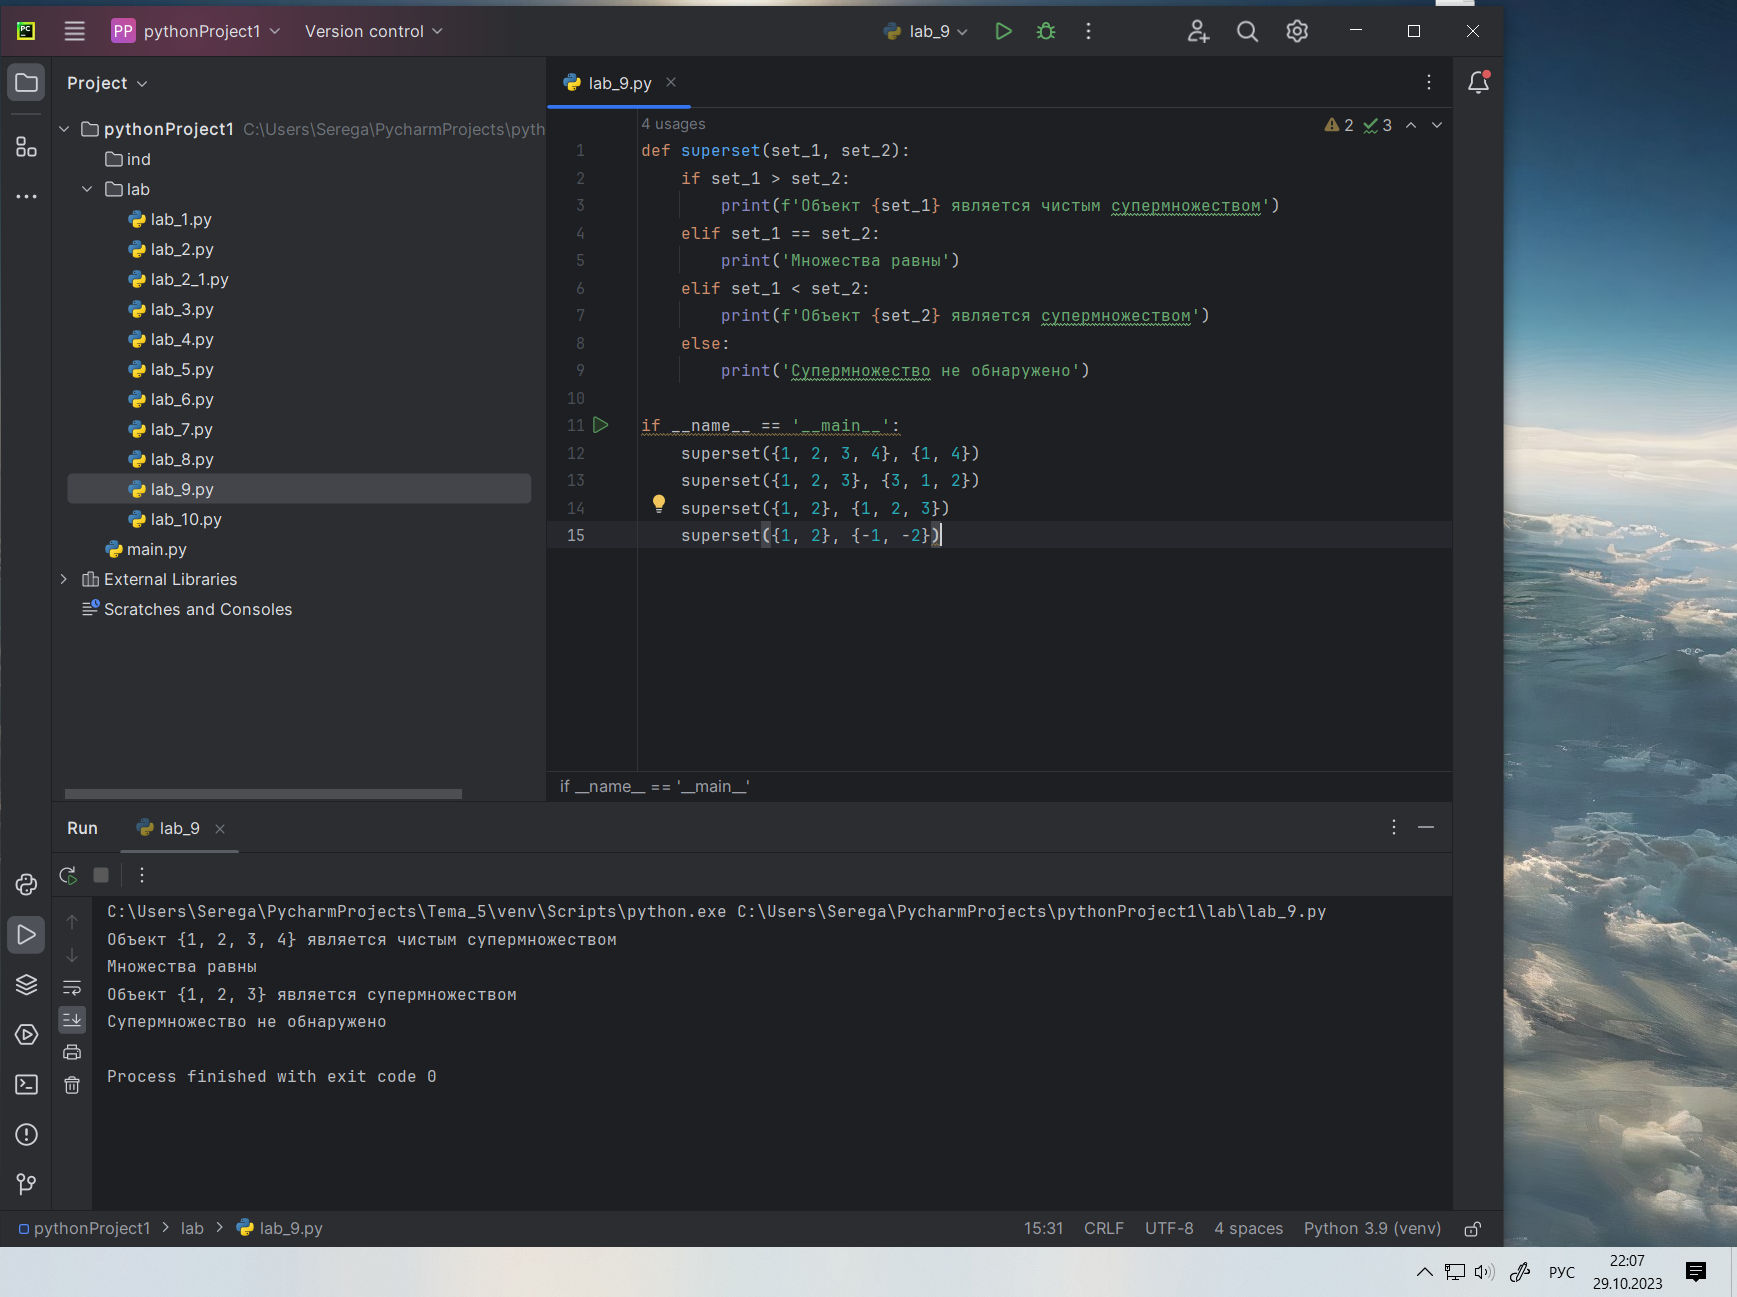 PC
PP pythonProject1 Version control lab_9
Project
pythonProject1 C:\Users\Serega\PycharmProjects\pyth
ind
lab
lab_1.py
lab_2.py
lab_2_1.py
lab_3.py
lab_4.py
lab_5.py
lab_6.py
lab_7.py
lab_8.py
lab_9.py
lab_10.py
main.py
External Libraries
Scratches and Consoles
lab_9.py
4 usages 2 3
1 def superset(set_1, set_2):
2 if set_1 > set_2:
3 print(f'Объект {set_1} является чистым супермножеством')
4 elif set_1 == set_2:
5 print('Множества равны')
6 elif set_1 < set_2:
7 print(f'Объект {set_2} является супермножеством')
8 else:
9 print('Супермножество не обнаружено')
10
11 if __name__ == '__main__':
12 superset({1, 2, 3, 4}, {1, 4})
13 superset({1, 2, 3}, {3, 1, 2})
14 superset({1, 2}, {1, 2, 3})
15 superset({1, 2}, {-1, -2})
if __name__ == '__main__'
Run lab_9
C:\Users\Serega\PycharmProjects\Tema_5\venv\Scripts\python.exe C:\Users\Serega\PycharmProjects\pythonProject1\lab\lab_9.py
Объект {1, 2, 3, 4} является чистым супермножеством
Множества равны
Объект {1, 2, 3} является супермножеством
Супермножество не обнаружено
Process finished with exit code 0
pythonProject1 lab lab_9.py 15:31 CRLF UTF-8 4 spaces Python 3.9 (venv)
РУС
22:07
29.10.2023